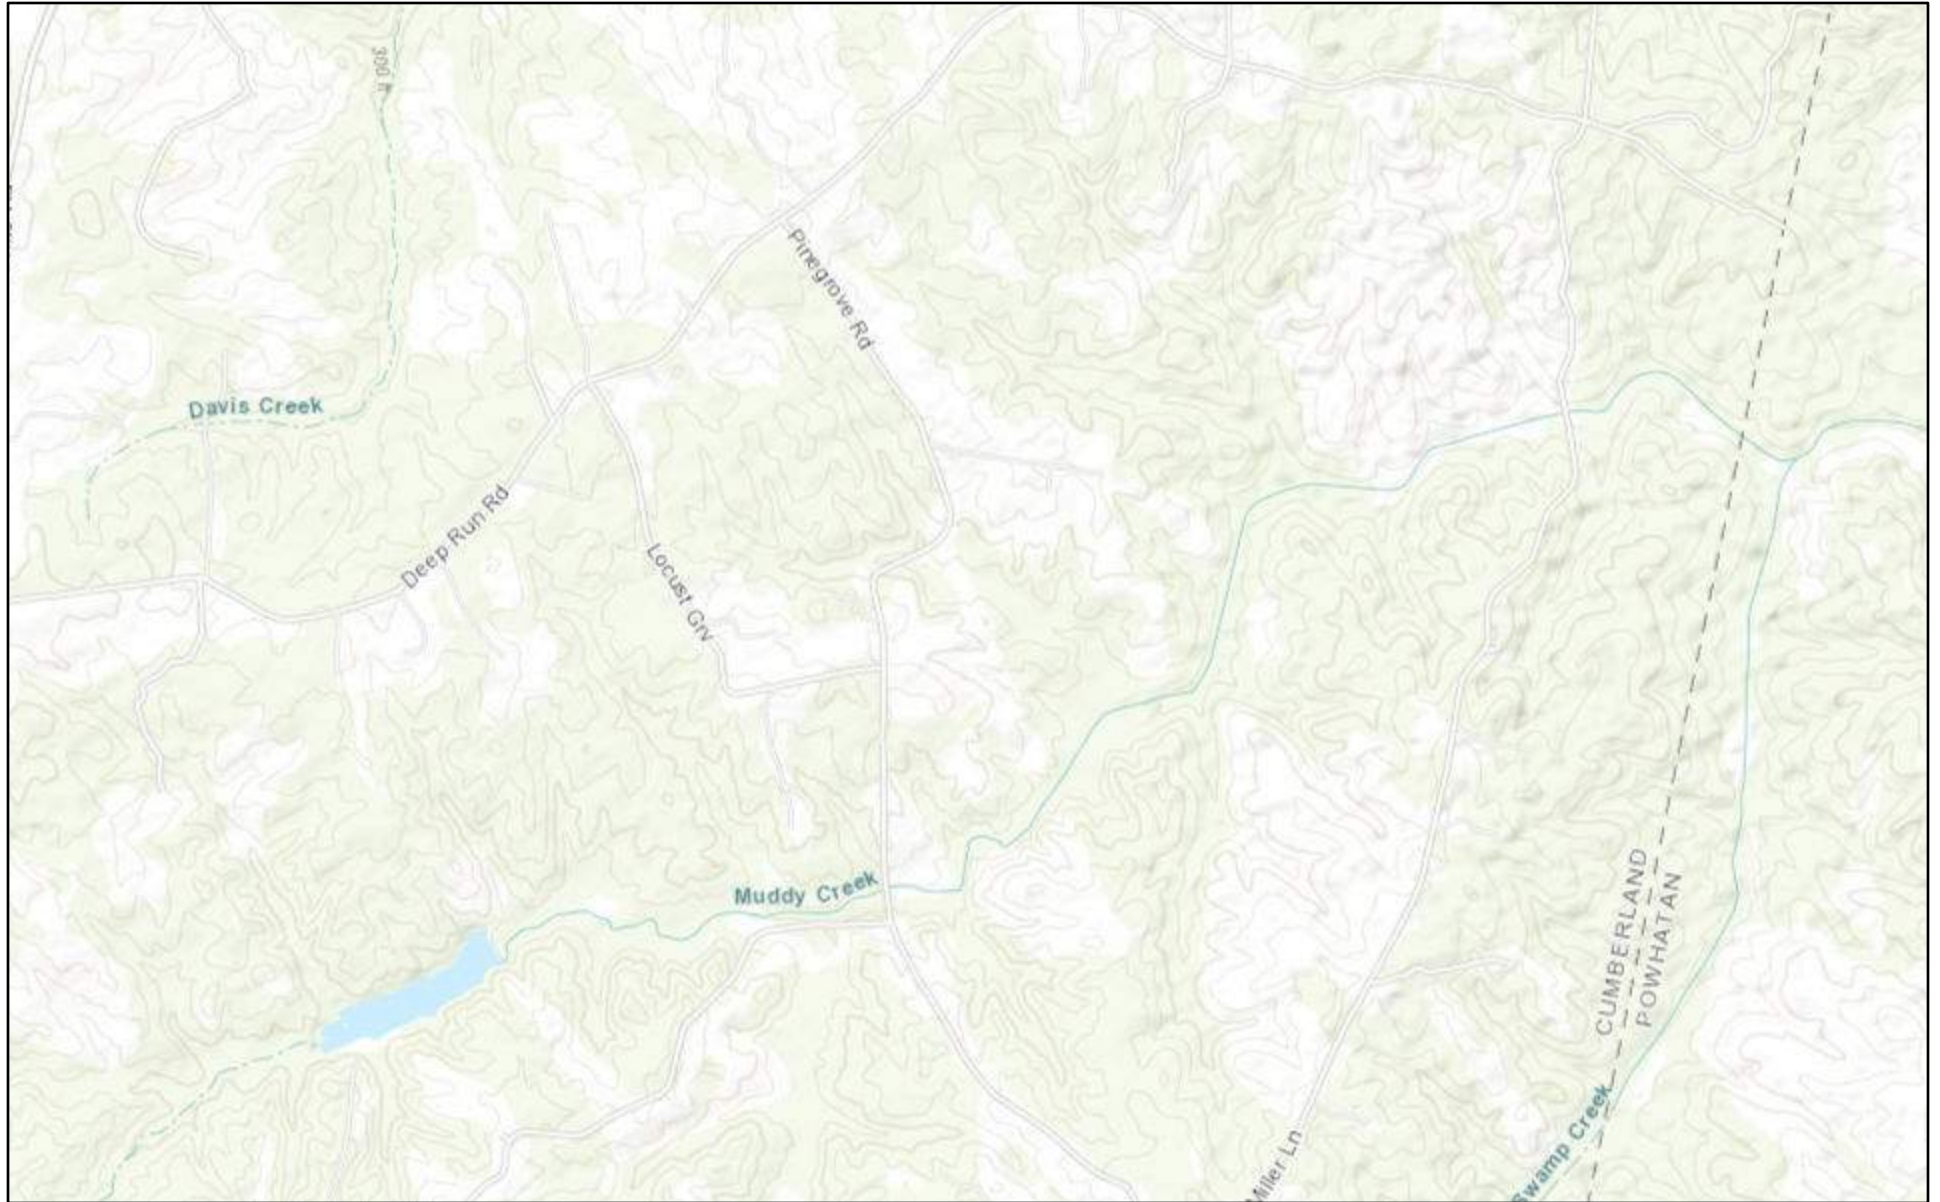 300 ft
Pinegrove Rd
Davis Creek
Deep Run Rd
Locust Grv
Muddy Creek
CUMBERLAND
POWHATAN
Swamp Creek
Miller Ln